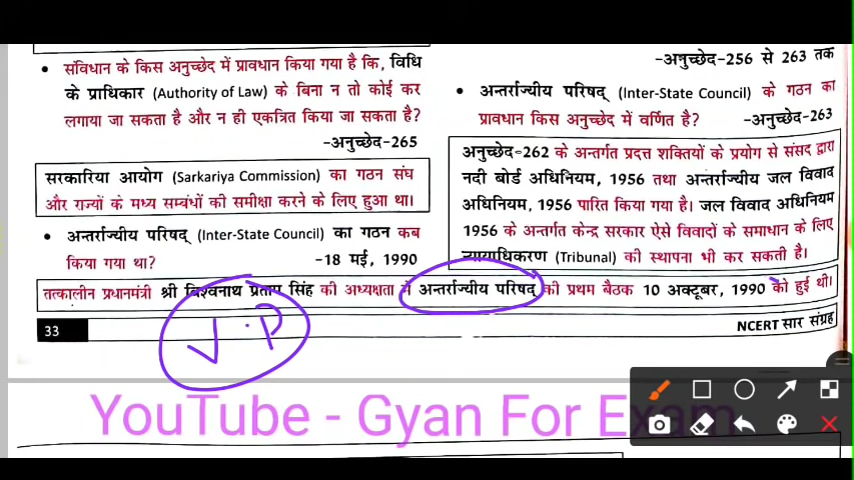 • संविधान के किस अनुच्छेद में प्रावधान किया गया है कि, विधि
के प्राधिकार (Authority of Law) के बिना न तो कोई कर
लगाया जा सकता है और न ही एकत्रित किया जा सकता है?
-अनुच्छेद-265
सरकारिया आयोग (Sarkariya Commission) का गठन संघ
और राज्यों के मध्य सम्बंधों की समीक्षा करने के लिए हुआ था।
• अन्तर्राज्यीय परिषद् (Inter-State Council) का गठन कब
किया गया था?
-18 मई, 1990
-अनुच्छेद-256 से 263 तक
• अन्तर्राज्यीय परिषद् (Inter-State Council) के गठन का
प्रावधान किस अनुच्छेद में वर्णित है?
-अनुच्छेद-263
अनुच्छेद-262 के अन्तर्गत प्रदत्त शक्तियों के प्रयोग से संसद द्वारा
नदी बोर्ड अधिनियम, 1956 तथा अन्तर्राज्यीय जल विवाद
अधिनियम, 1956 पारित किया गया है। जल विवाद अधिनियम
1956 के अन्तर्गत केन्द्र सरकार ऐसे विवादों के समाधान के लिए
न्यायाधिकरण (Tribunal) की स्थापना भी कर सकती है।
तत्कालीन प्रधानमंत्री श्री विश्वनाथ प्रताप सिंह की अध्यक्षता में अन्तर्राज्यीय परिषद् की प्रथम बैठक 10 अक्टूबर, 1990 को हुई थी।
V.P
33
NCERT सार संग्रह
YouTube - Gyan For Exam